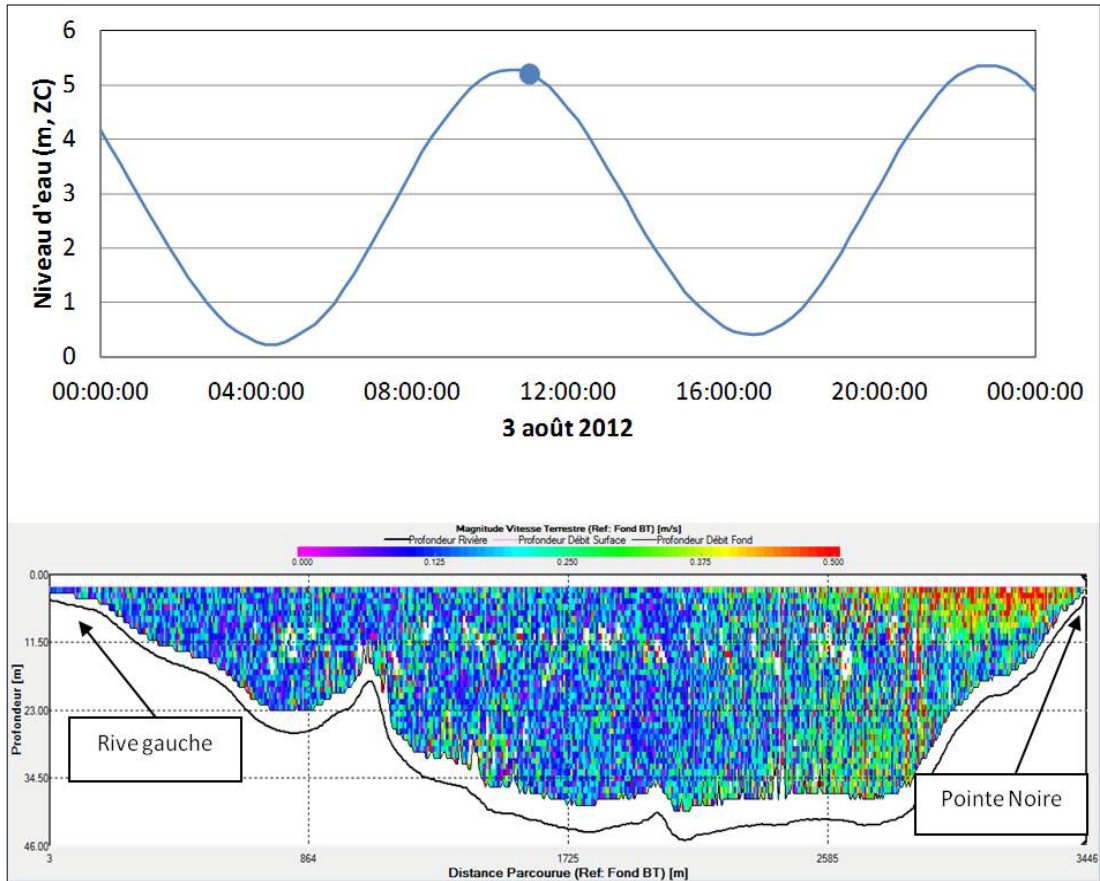 6
5
4
3
2
1
0
Niveau d'eau (m, ZC)
00:00:00 04:00:00 08:00:00 12:00:00 16:00:00 20:00:00 00:00:00
3 août 2012
Magnitude Vitesse Terrestre (Ref: Fond BT) [m/s]
Profondeur Rivière Profondeur Débit Surface Profondeur Débit Fond
0.000 0.125 0.250 0.375 0.500
0.00
11.50
23.00
34.50
46.00
Profondeur [m]
Rive gauche
Pointe Noire
3 864 1725 2585 3446
Distance Parcourue (Ref: Fond BT) [m]